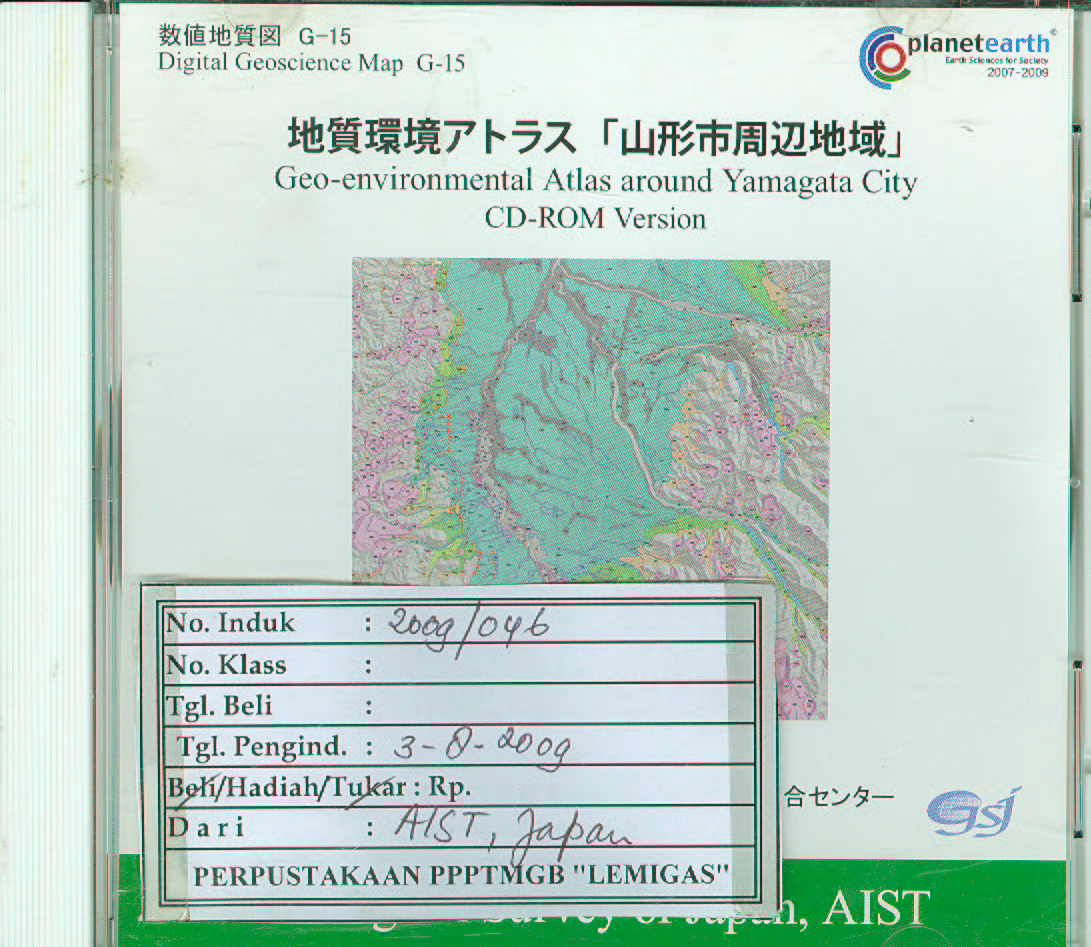 数値地質図 G-15
Digital Geoscience Map G-15
planetearth®
Earth Sciences for Society
2007-2009
地質環境アトラス「山形市周辺地域」
Geo-environmental Atlas around Yamagata City
CD-ROM Version
No. Induk : 2009/046
No. Klass :
Tgl. Beli :
Tgl. Pengind. : 3-8-2009
Beli/Hadiah/Tukar : Rp.
Dari : AIST, Japan
PERPUSTAKAAN PPPTMGB "LEMIGAS"
合センター
GSJ
Survey of Japan, AIST